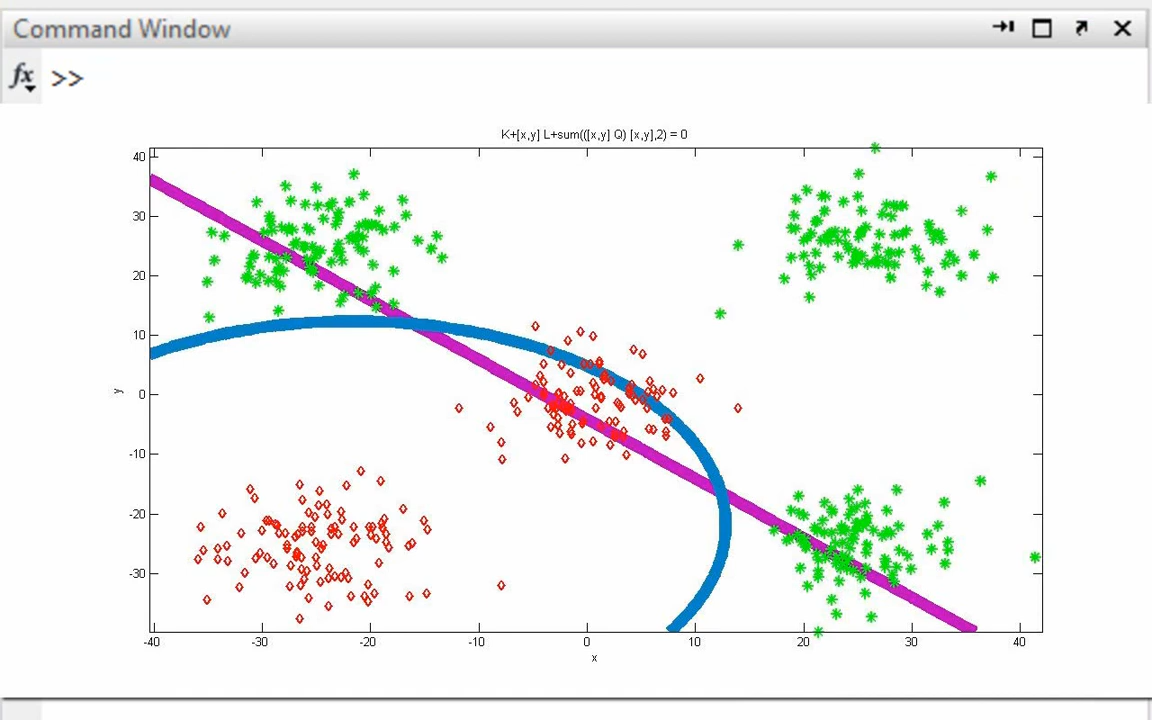 Command Window
fx >>
K+[x,y] L+sum(([x,y] Q) [x,y],2) = 0
40
30
20
10
0
-10
-20
-30
y
-40 -30 -20 -10 0 10 20 30 40
x